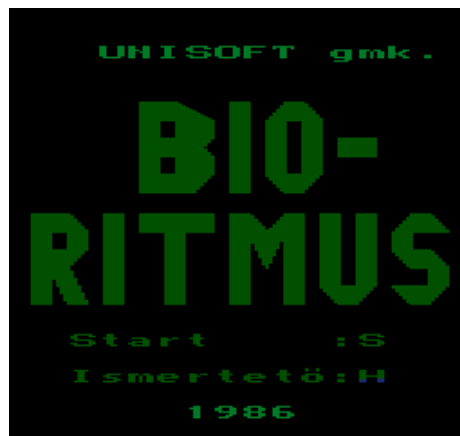 UNISOFT gmk.
BIO-
RITMUS
Start :S
Ismertetö:H
1986